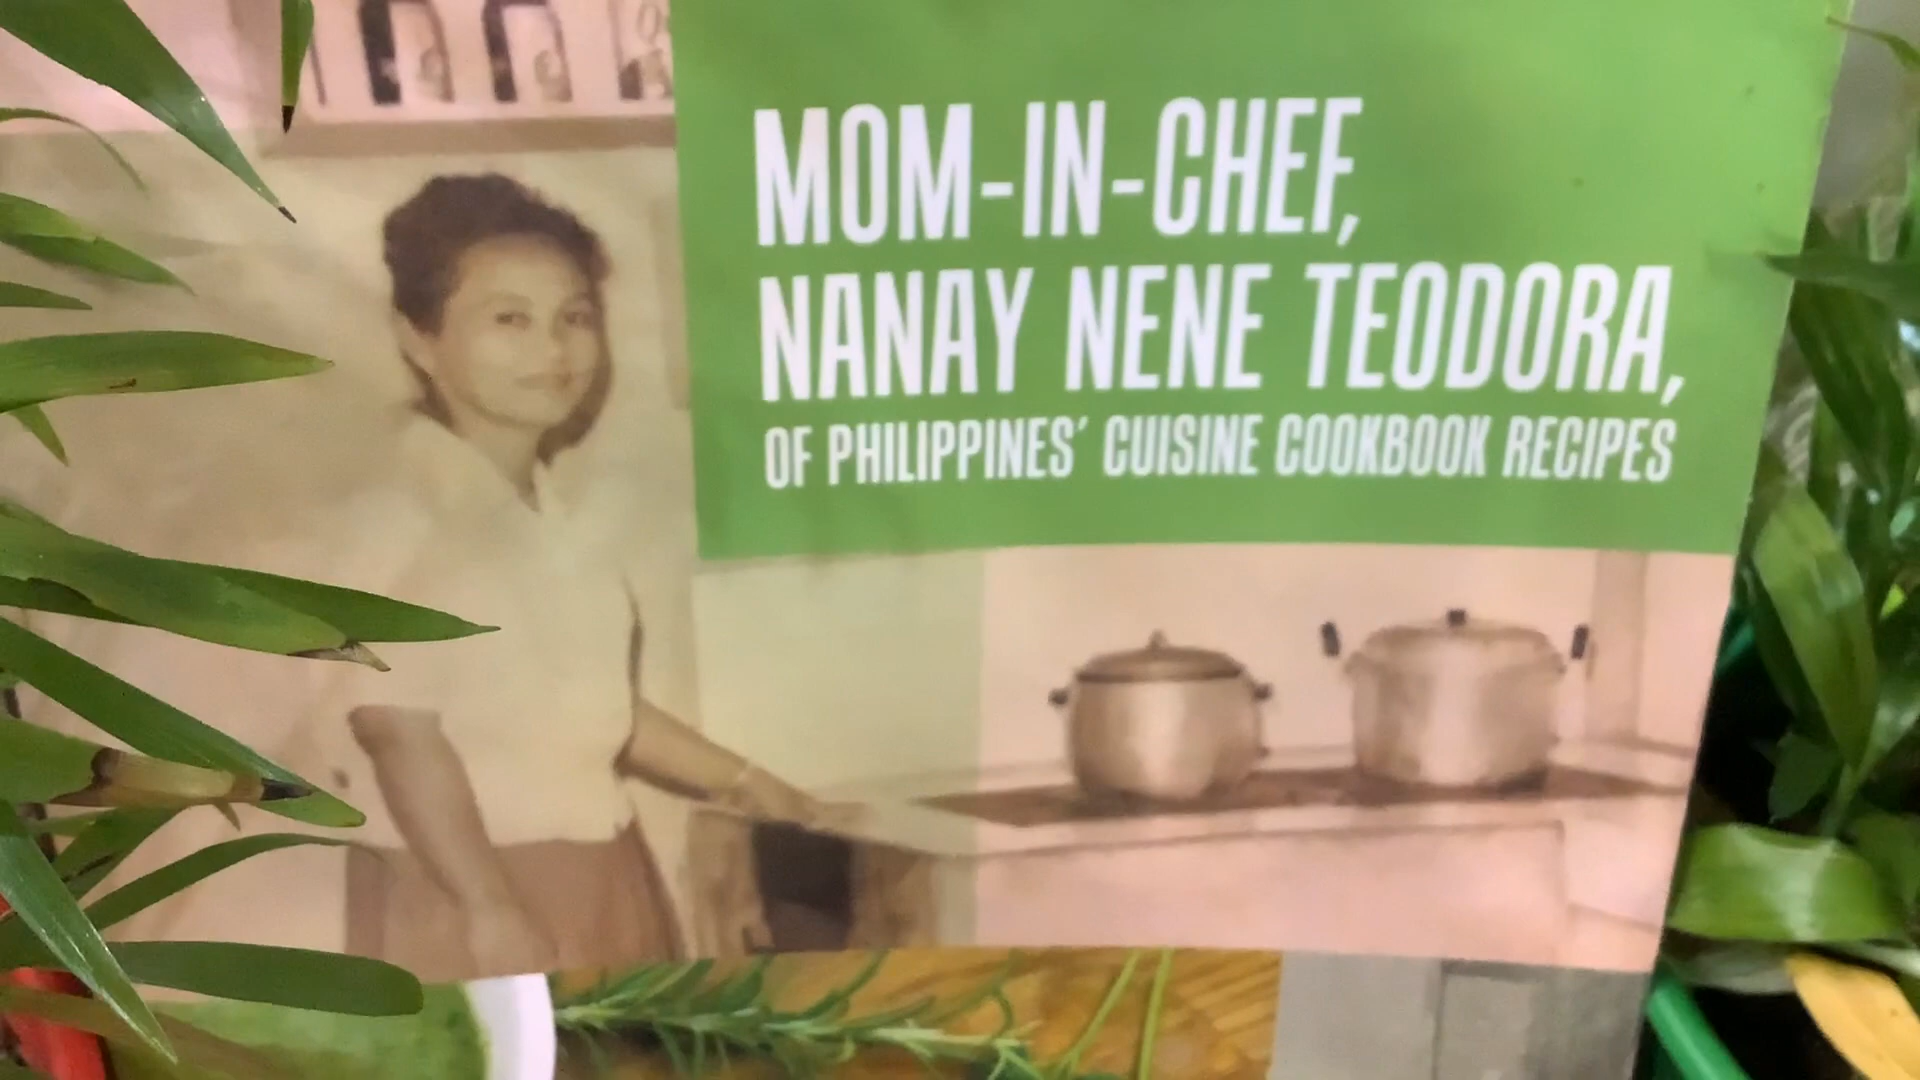 MOM-IN-CHEF,
NANAY NENE TEODORA,
OF PHILIPPINES' CUISINE COOKBOOK RECIPES